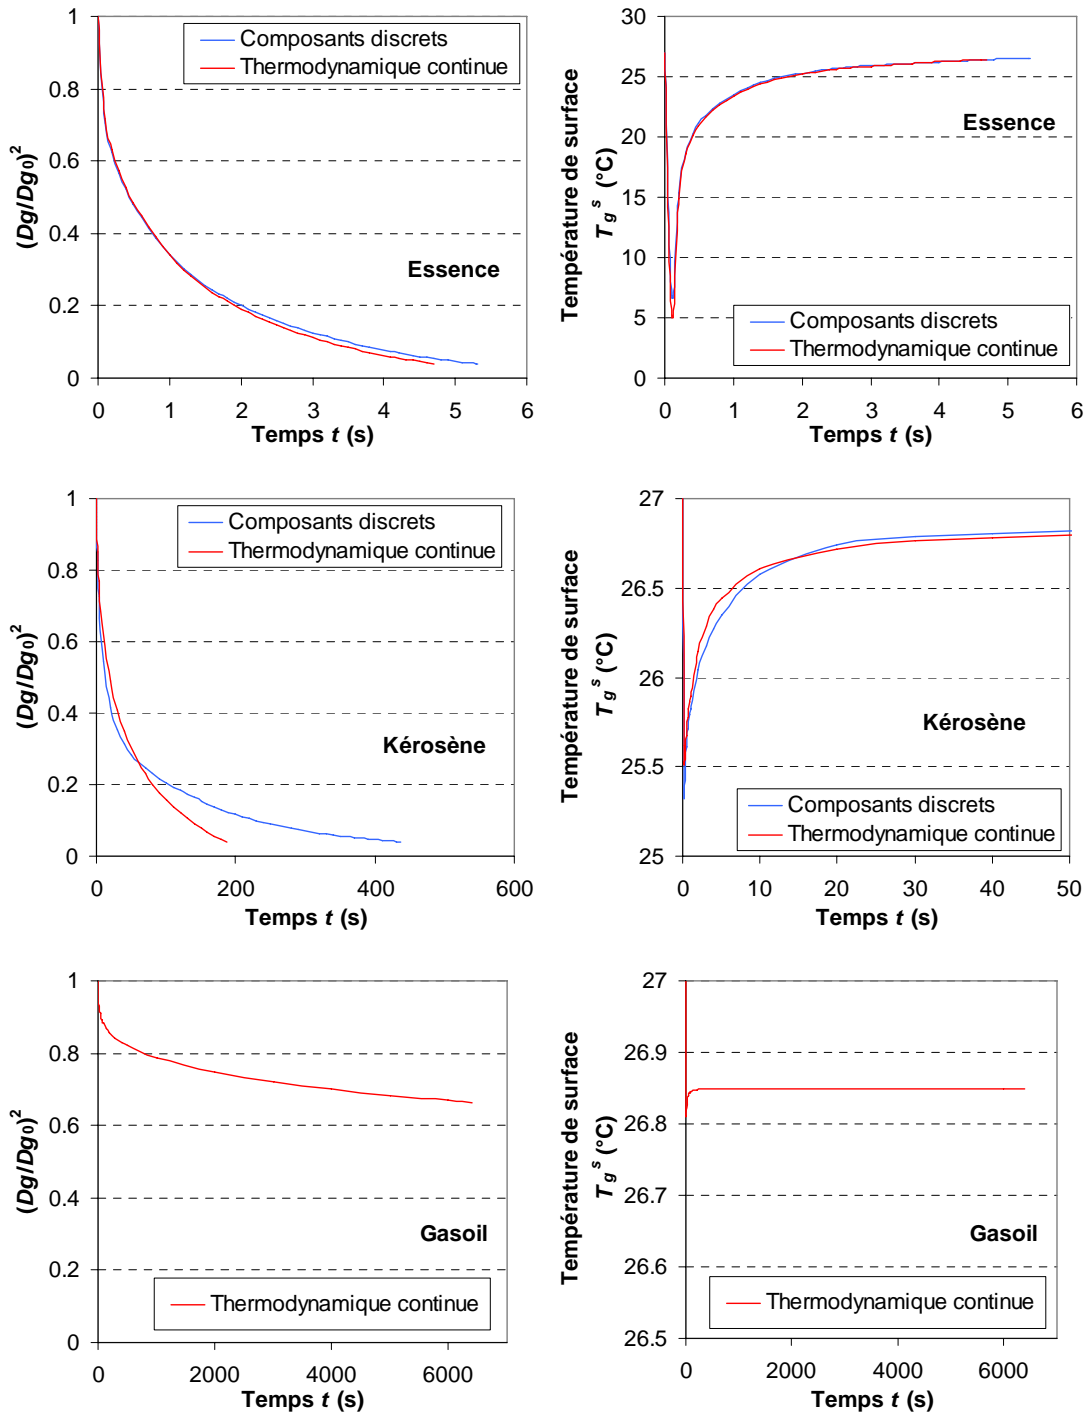 1
0.8
0.6
0.4
0.2
0
(Dg/Dg0)²
Composants discrets
Thermodynamique continue
Essence
0 1 2 3 4 5 6
Temps t (s)
30
25
20
15
10
5
0
Température de surface
T g s (°C)
Essence
Composants discrets
Thermodynamique continue
0 1 2 3 4 5 6
Temps t (s)
1
0.8
0.6
0.4
0.2
0
(Dg/Dg0)²
Composants discrets
Thermodynamique continue
Kérosène
0 200 400 600
Temps t (s)
27
26.5
26
25.5
25
Température de surface
T g s (°C)
Kérosène
Composants discrets
Thermodynamique continue
0 10 20 30 40 50
Temps t (s)
1
0.8
0.6
0.4
0.2
0
(Dg/Dg0)²
Gasoil
Thermodynamique continue
0 2000 4000 6000
Temps t (s)
27
26.9
26.8
26.7
26.6
26.5
Température de surface
T g s (°C)
Gasoil
Thermodynamique continue
0 2000 4000 6000
Temps t (s)